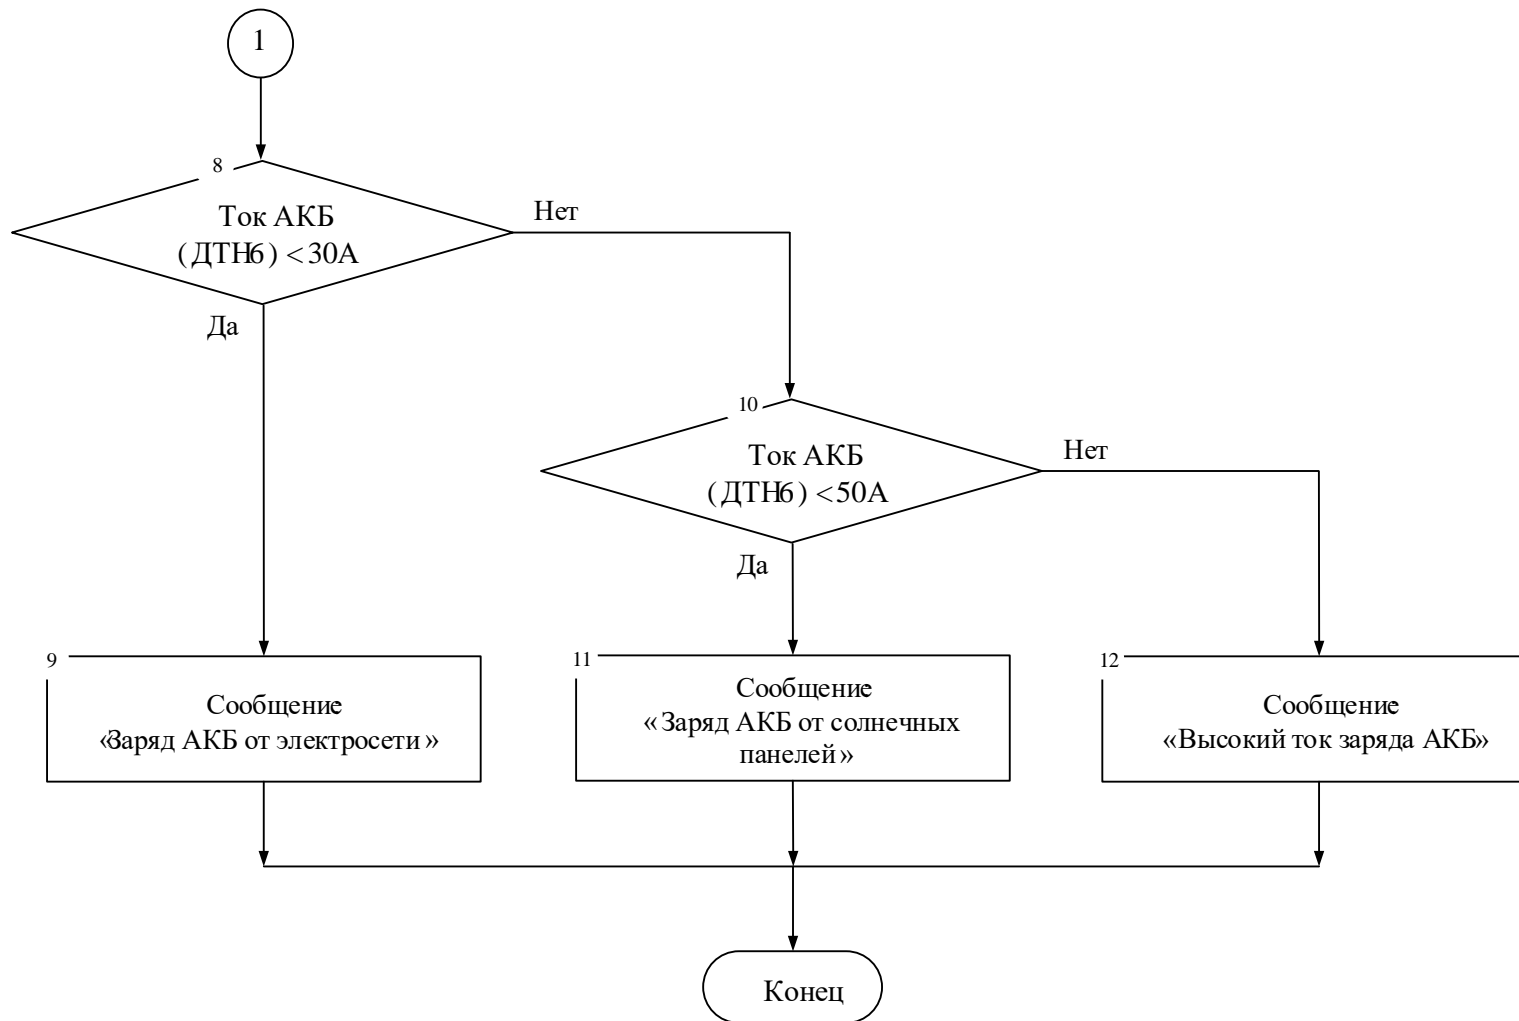 1
8
Ток АКБ
(ДТН6) <30А
Нет
Да
10
Ток АКБ
(ДТН6) <50А
Нет
Да
9
Сообщение
«Заряд АКБ от электросети»
11
Сообщение
«Заряд АКБ от солнечных
панелей»
12
Сообщение
«Высокий ток заряда АКБ»
Конец